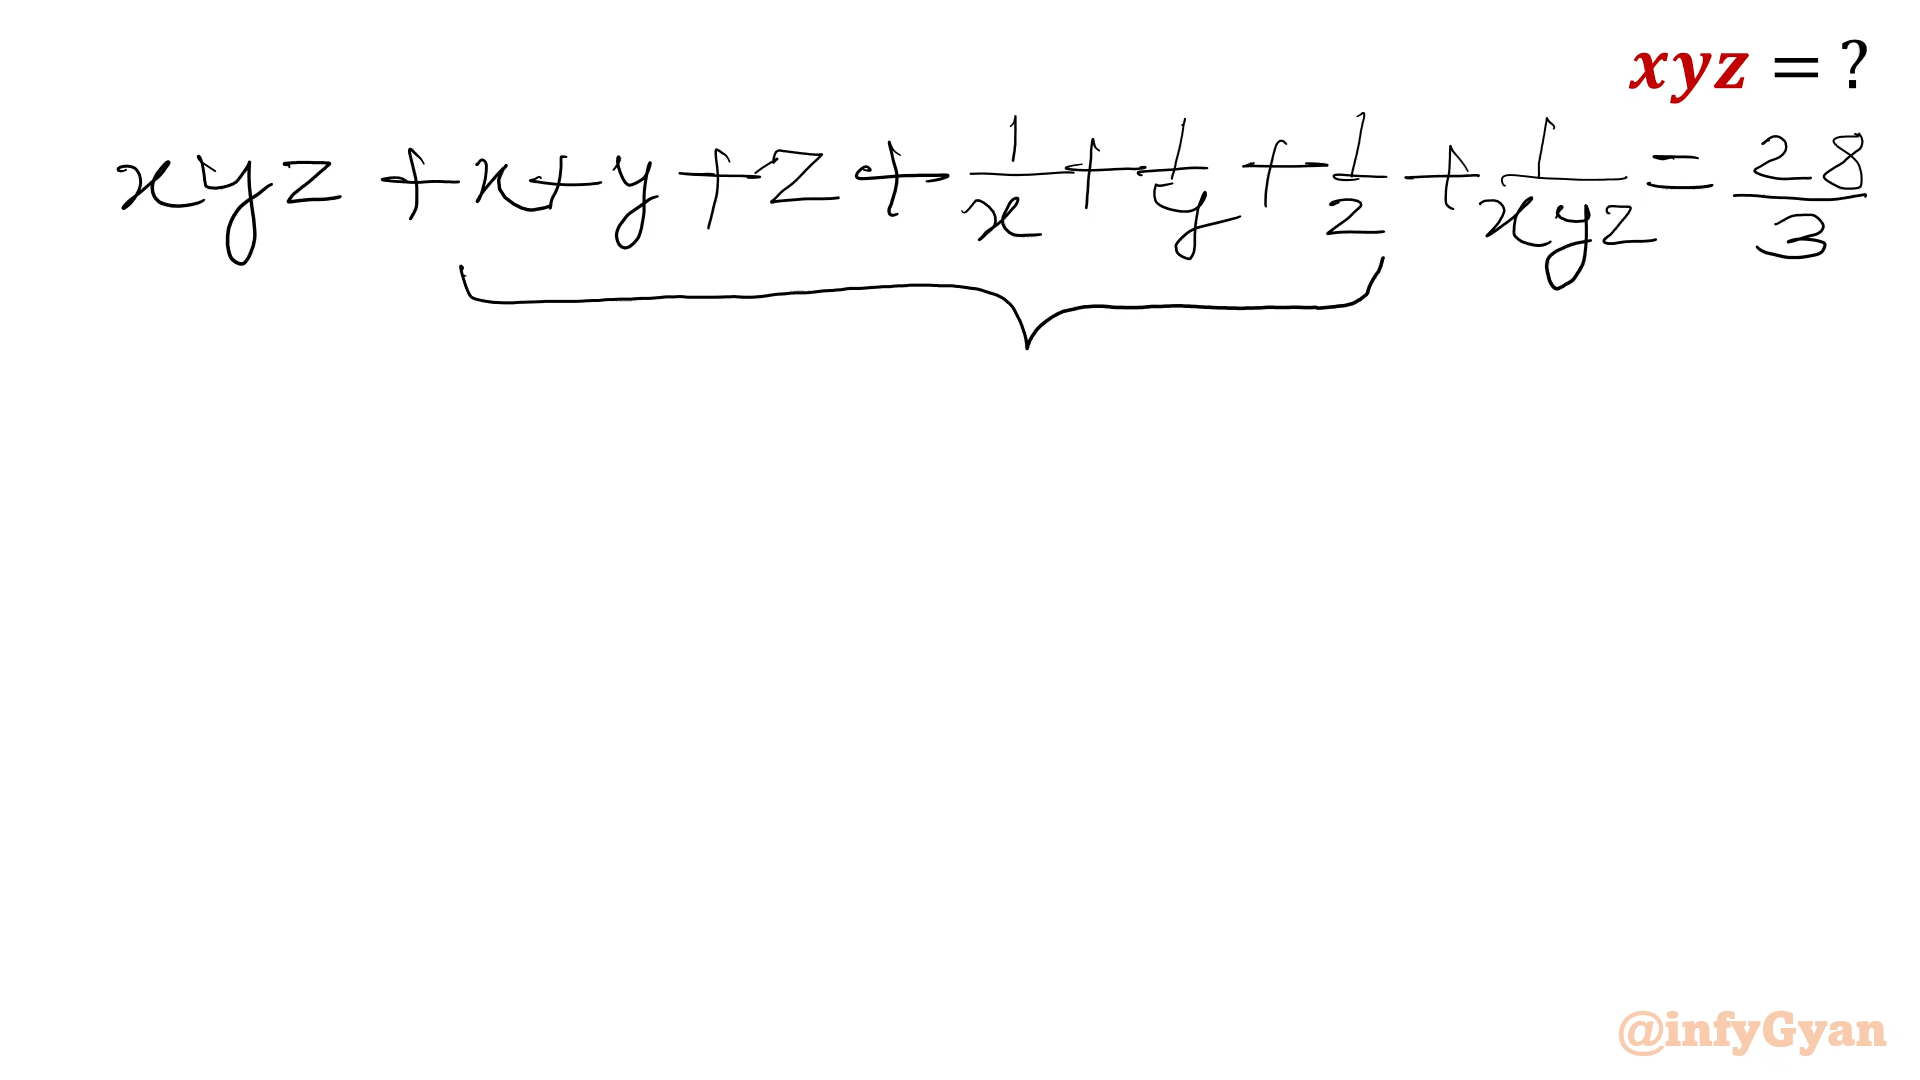 xyz = ?
xyz + x + y + z + 1/x + 1/y + 1/z + 1/xyz = 28/3
@infyGyan